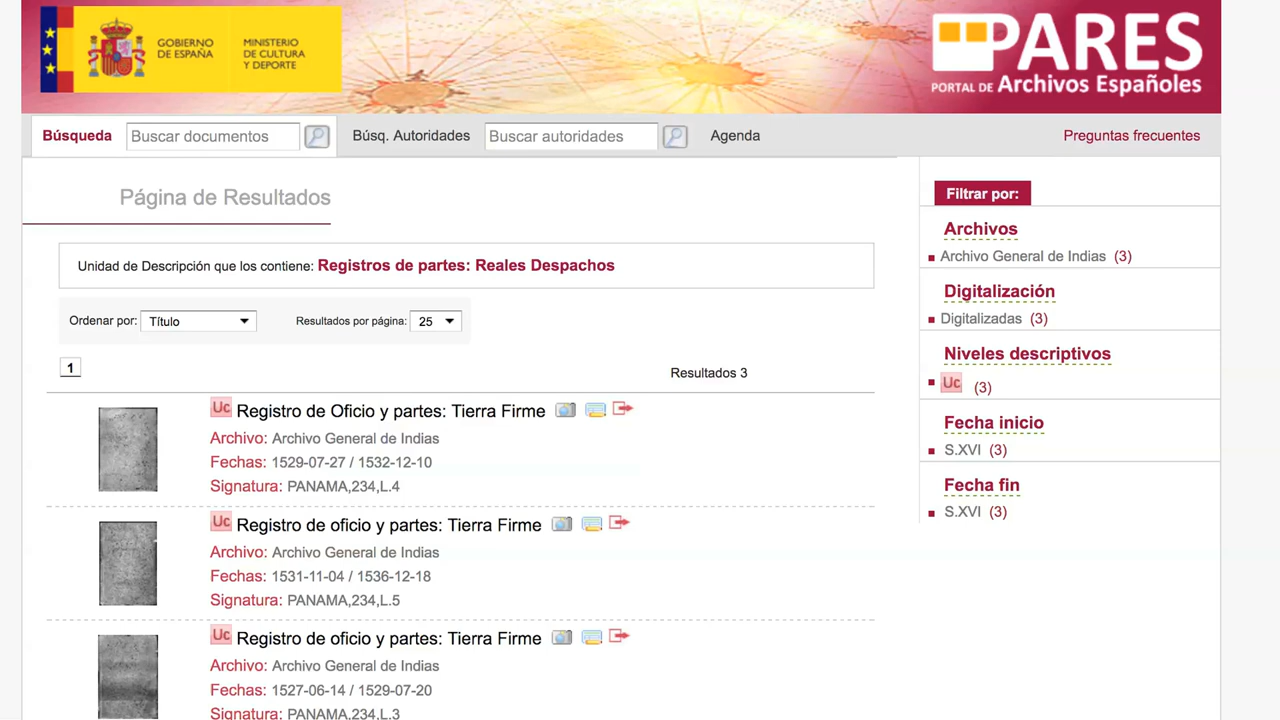 GOBIERNO
DE ESPAÑA
MINISTERIO
DE CULTURA
Y DEPORTE
PARES
PORTAL DE Archivos Españoles
Búsqueda
Buscar documentos
Búsq. Autoridades
Buscar autoridades
Agenda
Preguntas frecuentes
Página de Resultados
Unidad de Descripción que los contiene: Registros de partes: Reales Despachos
Ordenar por: Título
Resultados por página: 25
1
Resultados 3
Uc Registro de Oficio y partes: Tierra Firme
Archivo: Archivo General de Indias
Fechas: 1529-07-27 / 1532-12-10
Signatura: PANAMA,234,L.4
Uc Registro de oficio y partes: Tierra Firme
Archivo: Archivo General de Indias
Fechas: 1531-11-04 / 1536-12-18
Signatura: PANAMA,234,L.5
Uc Registro de oficio y partes: Tierra Firme
Archivo: Archivo General de Indias
Fechas: 1527-06-14 / 1529-07-20
Signatura: PANAMA,234,L.3
Filtrar por:
Archivos
Archivo General de Indias (3)
Digitalización
Digitalizadas (3)
Niveles descriptivos
Uc (3)
Fecha inicio
S.XVI (3)
Fecha fin
S.XVI (3)